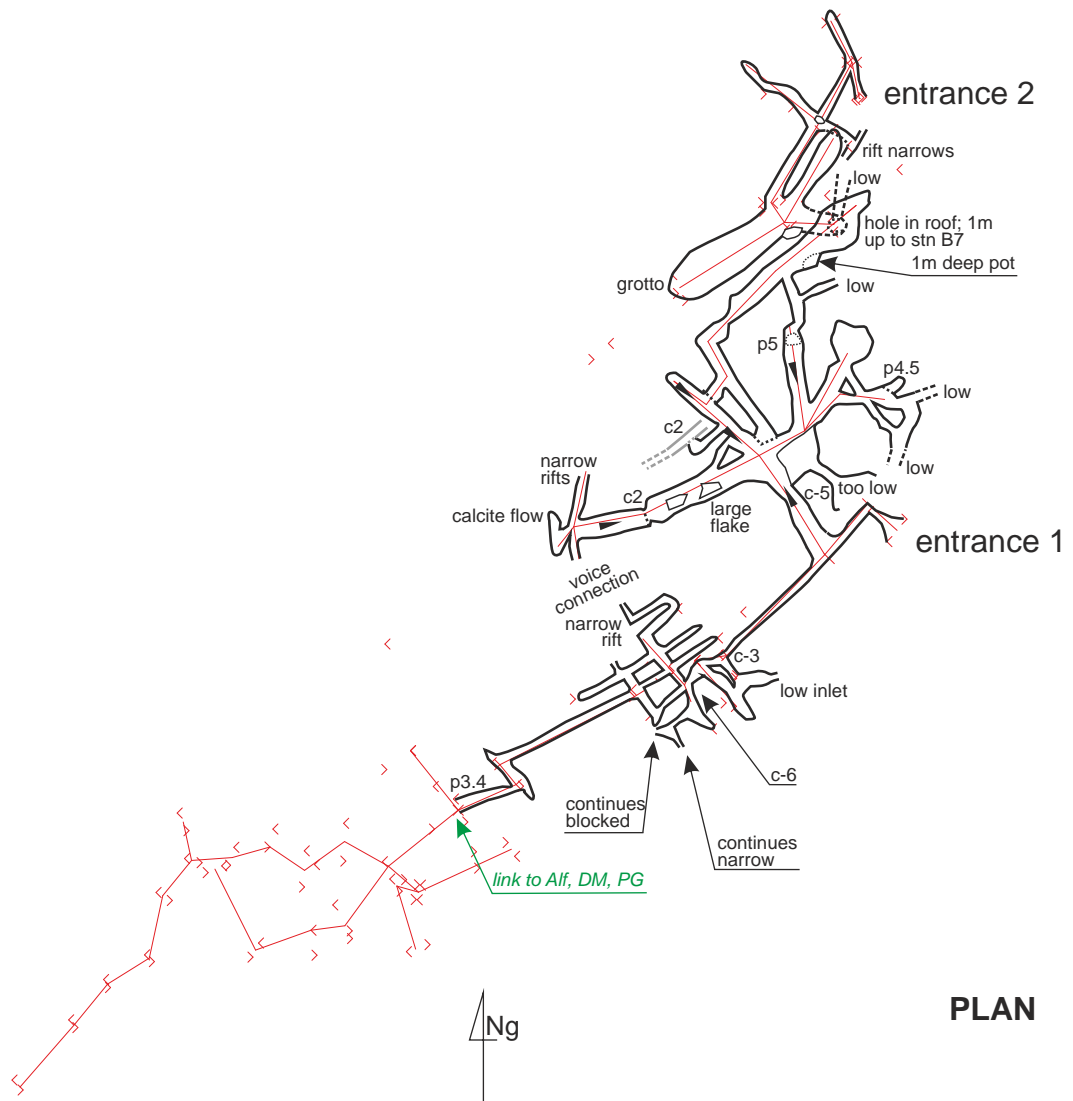 entrance 2
rift narrows
low
hole in roof; 1m
up to stn B7
1m deep pot
grotto
low
p5
p4.5
low
c2
low
narrow
rifts
c2
c-5
too low
large
flake
calcite flow
entrance 1
voice
connection
narrow
rift
c-3
low inlet
p3.4
c-6
continues
blocked
continues
narrow
link to Alf, DM, PG
PLAN
Ng